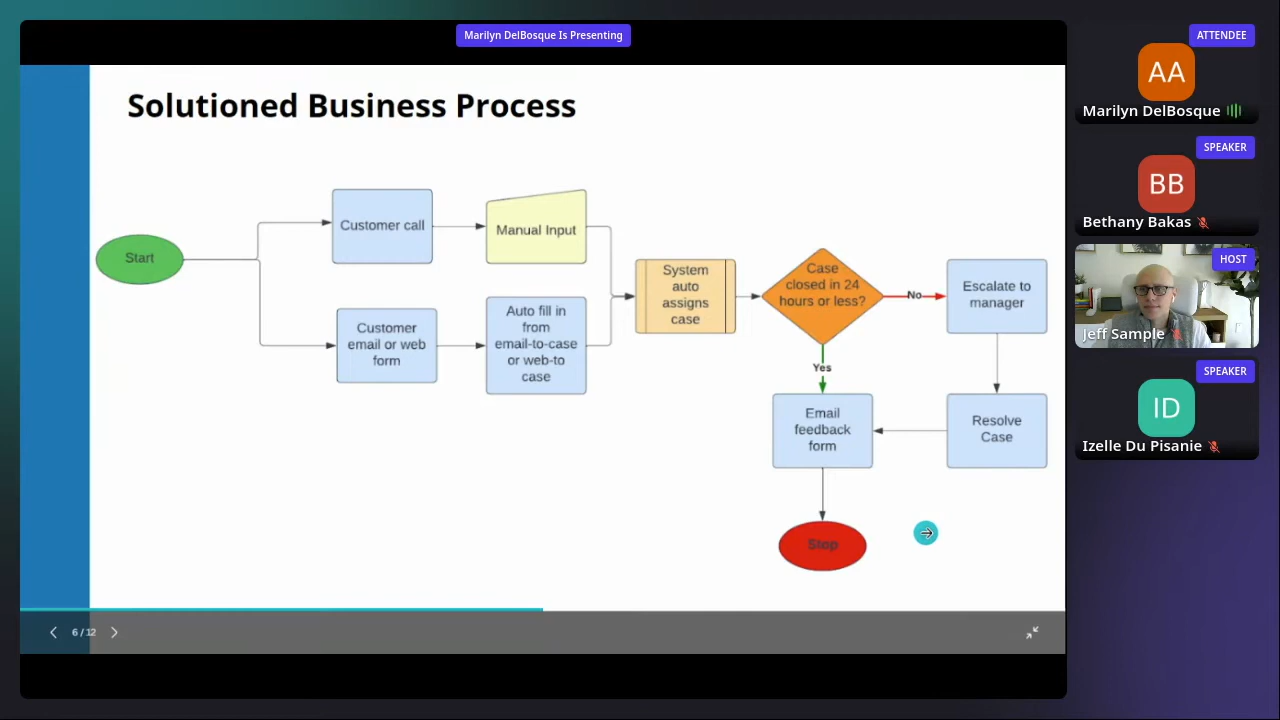 Marilyn DelBosque Is Presenting
Solutioned Business Process
Start
Customer call
Manual Input
Customer
email or web
form
Auto fill in
from
email-to-case
or web-to
case
System
auto
assigns
case
Case
closed in 24
hours or less?
No
Escalate to
manager
Yes
Email
feedback
form
Resolve
Case
Stop
6 / 12
ATTENDEE
AA
Marilyn DelBosque
SPEAKER
BB
Bethany Bakas
HOST
Jeff Sample
SPEAKER
ID
Izelle Du Pisanie